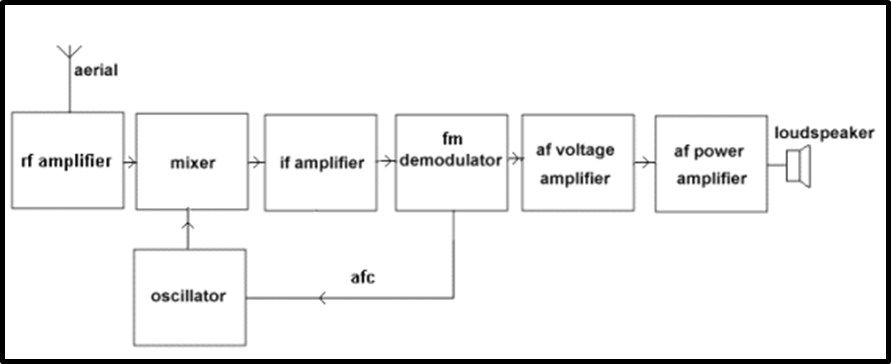 aerial
rf amplifier
mixer
if amplifier
fm
demodulator
af voltage
amplifier
af power
amplifier
loudspeaker
oscillator
afc